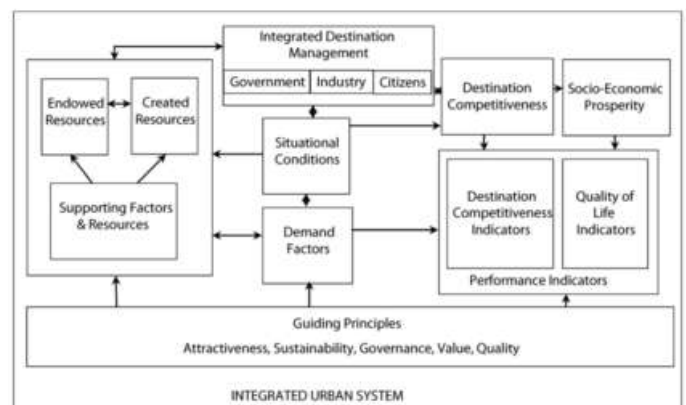 Integrated Destination
Management
Government Industry Citizens
Endowed
Resources
Created
Resources
Supporting Factors
& Resources
Situational
Conditions
Demand
Factors
Destination
Competitiveness
Socio-Economic
Prosperity
Destination
Competitiveness
Indicators
Quality of
Life
Indicators
Performance Indicators
Guiding Principles
Attractiveness, Sustainability, Governance, Value, Quality
INTEGRATED URBAN SYSTEM